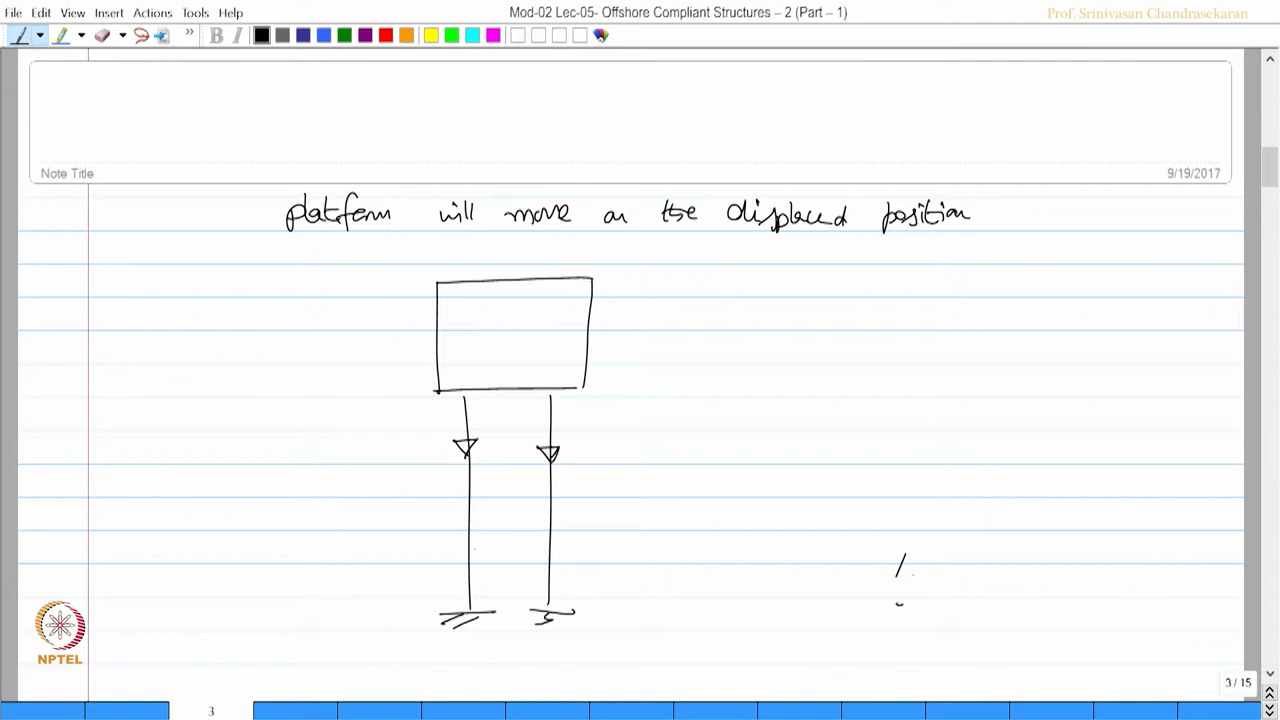 File Edit View Insert Actions Tools Help
Mod-02 Lec-05- Offshore Compliant Structures – 2 (Part – 1)
Prof. Srinivasan Chandrasekaran
B I
Note Title
9/19/2017
platform will move on the displaced position
NPTEL
3 / 15
3